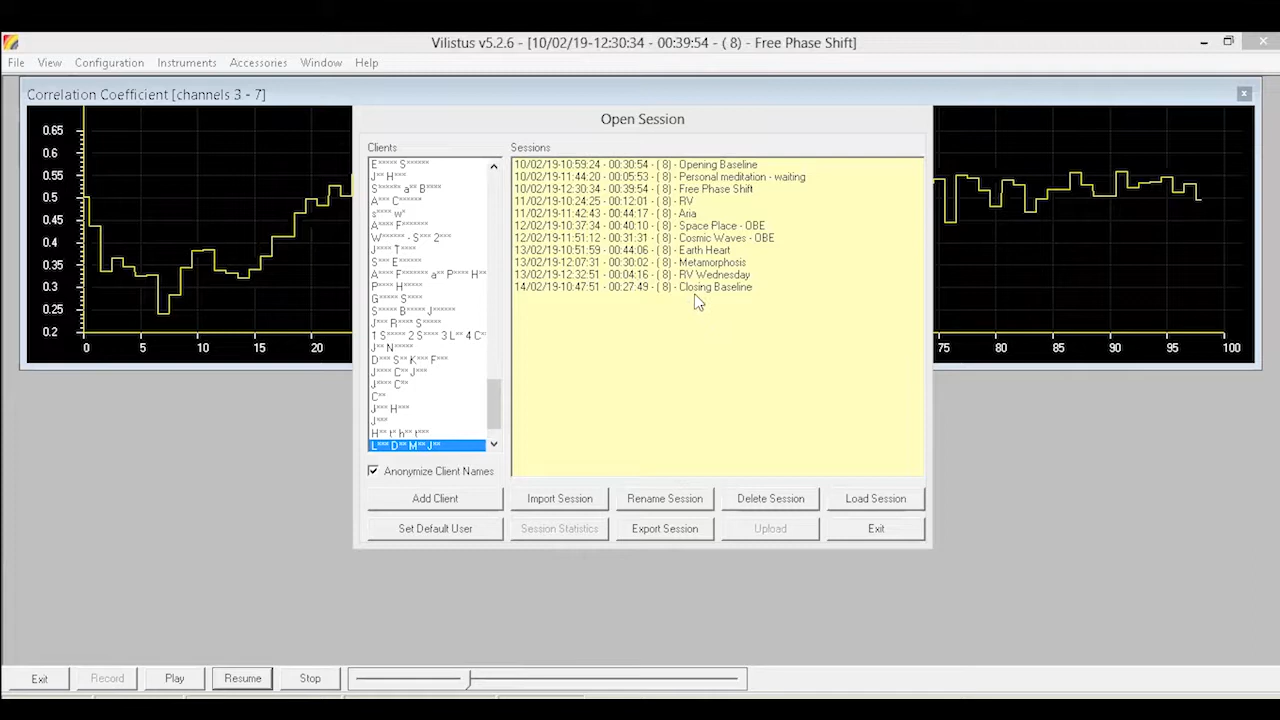 Vilistus v5.2.6 - [10/02/19-12:30:34 - 00:39:54 - ( 8) - Free Phase Shift]
File View Configuration Instruments Accessories Window Help
Correlation Coefficient [channels 3 - 7]
0.65
0.6
0.55
0.5
0.45
0.4
0.35
0.3
0.25
0.2
0 5 10 15 20
75 80 85 90 95 100
Open Session
Clients
E***** S******
J** H***
S****** a** B****
A*** C******
s**** w*
A**** F*******
W****** - S*** 2***
J**** T****
S*** E******
A**** F******* a** P**** H**
P**** H****
G***** S****
S***** B**** J******
J*** R**** S*****
1 S***** 2 S**** 3 L** 4 C**
J** N*****
D*** S** K*** F***
J**** C** J***
J**** C**
C**
J*** H***
J***
H** t* h** t***
L*** D** M** J**
Anonymize Client Names
Add Client
Set Default User
Sessions
10/02/19-10:59:24 - 00:30:54 - ( 8) - Opening Baseline
10/02/19-11:44:20 - 00:05:53 - ( 8) - Personal meditation - waiting
10/02/19-12:30:34 - 00:39:54 - ( 8) - Free Phase Shift
11/02/19-10:24:25 - 00:12:01 - ( 8) - RV
11/02/19-11:42:43 - 00:44:17 - ( 8) - Aria
12/02/19-10:37:34 - 00:40:10 - ( 8) - Space Place - OBE
12/02/19-11:51:12 - 00:31:31 - ( 8) - Cosmic Waves - OBE
13/02/19-10:51:59 - 00:44:06 - ( 8) - Earth Heart
13/02/19-12:07:31 - 00:30:02 - ( 8) - Metamorphosis
13/02/19-12:32:51 - 00:04:16 - ( 8) - RV Wednesday
14/02/19-10:47:51 - 00:27:49 - ( 8) - Closing Baseline
Import Session Rename Session Delete Session Load Session
Session Statistics Export Session Upload Exit
Exit Record Play Resume Stop